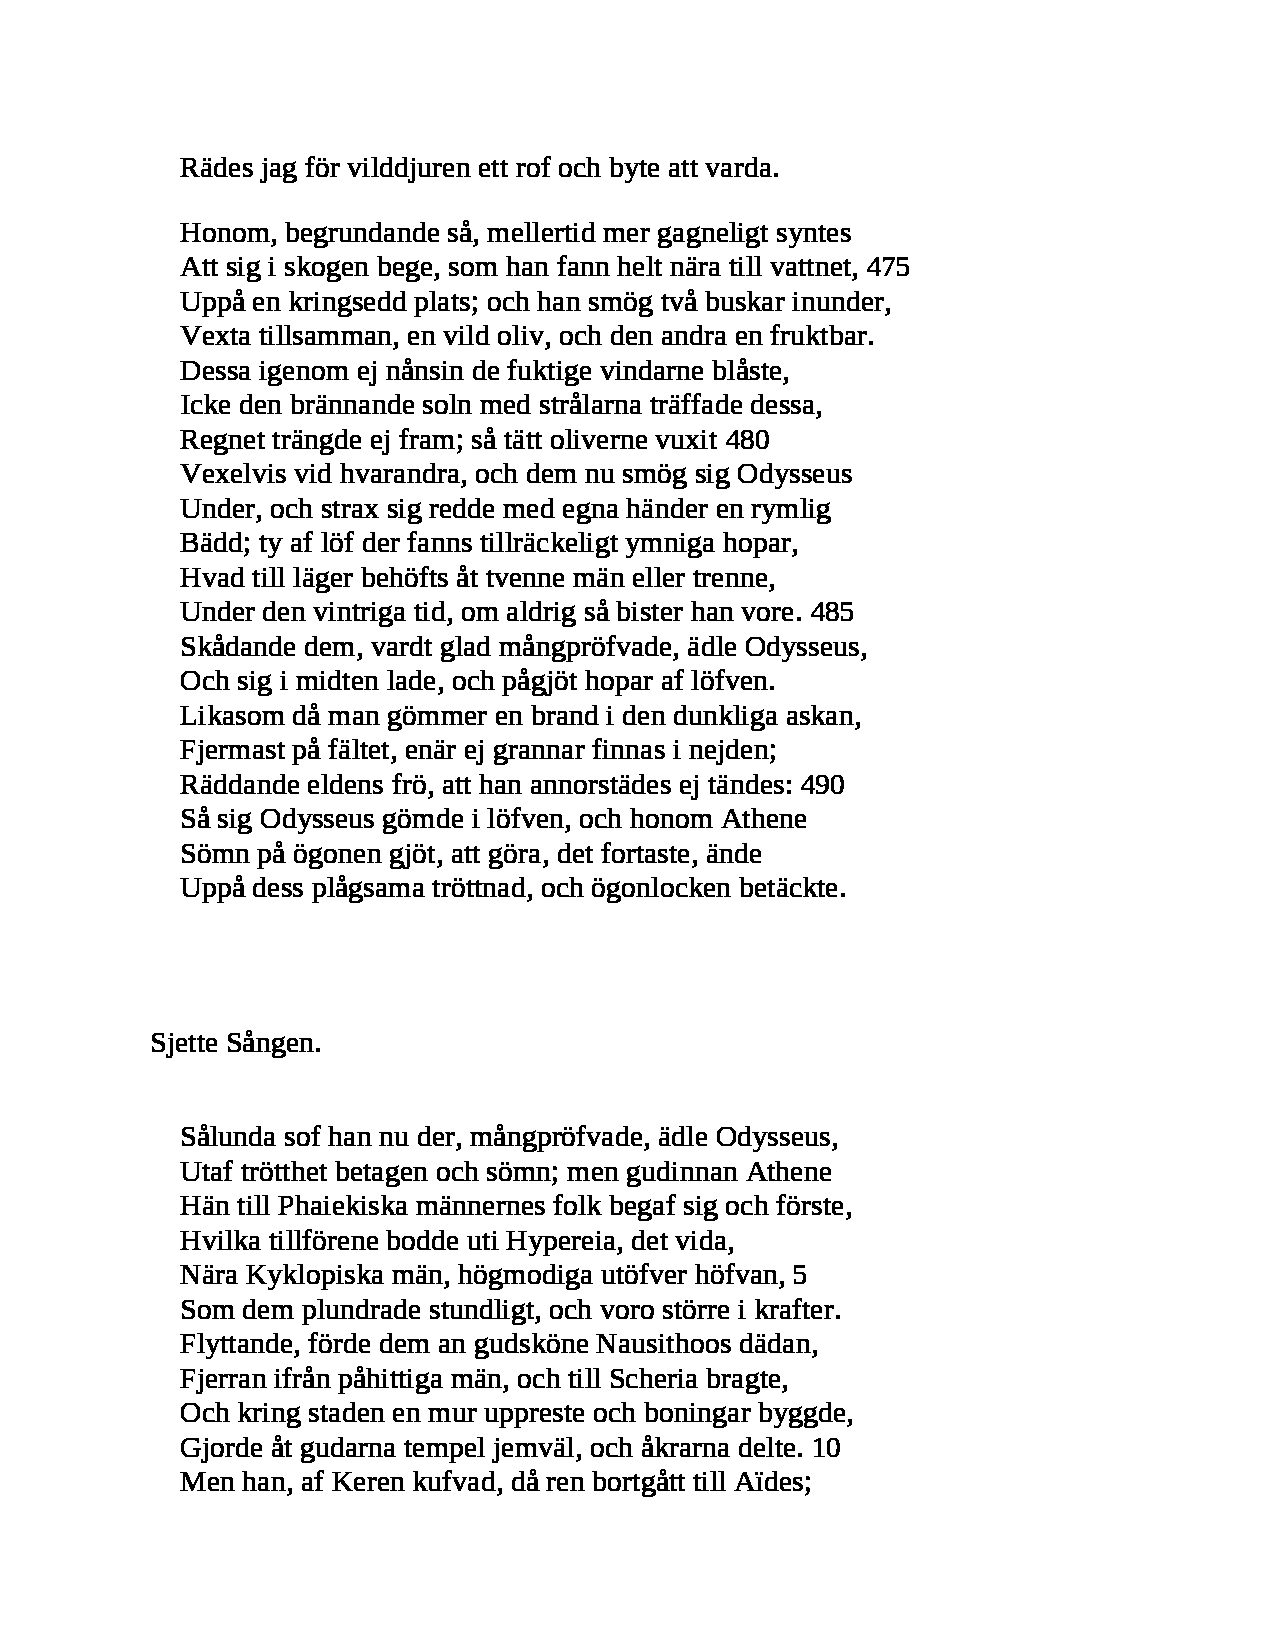 Rädes jag för vilddjuren ett rof och byte att varda.
Honom, begrundande så, mellertid mer gagneligt syntes
Att sig i skogen bege, som han fann helt nära till vattnet, 475
Uppå en kringsedd plats; och han smög två buskar inunder,
Vexta tillsamman, en vild oliv, och den andra en fruktbar.
Dessa igenom ej nånsin de fuktige vindarne blåste,
Icke den brännande soln med strålarna träffade dessa,
Regnet trängde ej fram; så tätt oliverne vuxit 480
Vexelvis vid hvarandra, och dem nu smög sig Odysseus
Under, och strax sig redde med egna händer en rymlig
Bädd; ty af löf der fanns tillräckeligt ymniga hopar,
Hvad till läger behöfts åt tvenne män eller trenne,
Under den vintriga tid, om aldrig så bister han vore. 485
Skådande dem, vardt glad mångpröfvade, ädle Odysseus,
Och sig i midten lade, och pågjöt hopar af löfven.
Likasom då man gömmer en brand i den dunkliga askan,
Fjermast på fältet, enär ej grannar finnas i nejden;
Räddande eldens frö, att han annorstädes ej tändes: 490
Så sig Odysseus gömde i löfven, och honom Athene
Sömn på ögonen gjöt, att göra, det fortaste, ände
Uppå dess plågsama tröttnad, och ögonlocken betäckte.
Sjette Sången.
Sålunda sof han nu der, mångpröfvade, ädle Odysseus,
Utaf trötthet betagen och sömn; men gudinnan Athene
Hän till Phaiekiska männernes folk begaf sig och förste,
Hvilka tillförene bodde uti Hypereia, det vida,
Nära Kyklopiska män, högmodiga utöfver höfvan, 5
Som dem plundrade stundligt, och voro större i krafter.
Flyttande, förde dem an gudsköne Nausithoos dädan,
Fjerran ifrån påhittiga män, och till Scheria bragte,
Och kring staden en mur uppreste och boningar byggde,
Gjorde åt gudarna tempel jemväl, och åkrarna delte. 10
Men han, af Keren kufvad, då ren bortgått till Aïdes;